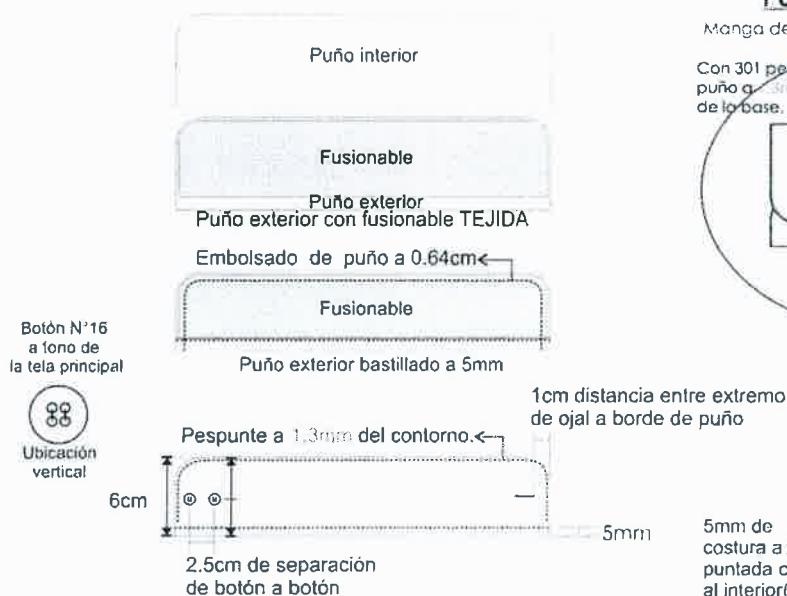 Puño interior
Fusionable
Puño exterior
Puño exterior con fusionable TEJIDA
Embolsado de puño a 0.64cm
Fusionable
Puño exterior bastillado a 5mm
Botón N°16
a tono de
la tela principal
Ubicación
vertical
Pespunte a 1.3mm del contorno.
1cm distancia entre extremo
de ojal a borde de puño
6cm
5mm
2.5cm de separación
de botón a botón
Manga
Con 301
puño a
de la base.
5mm de
costura a
puntada
al interior